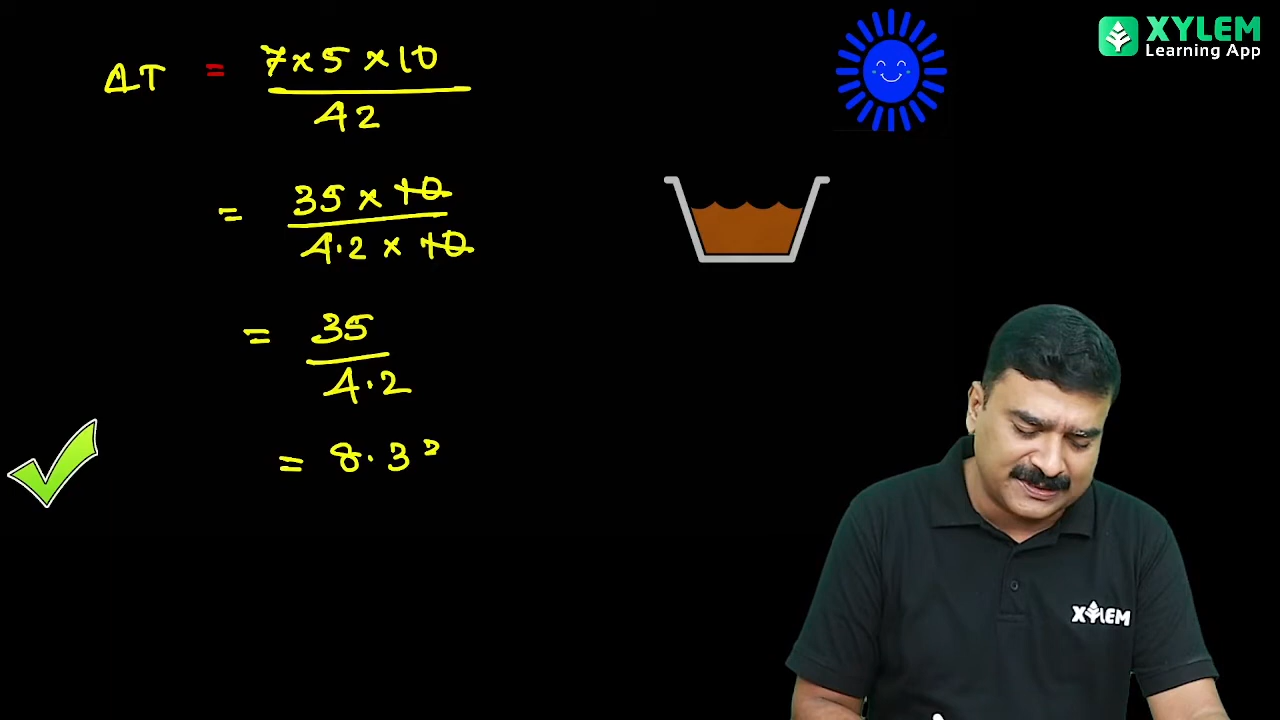 XYLEM
Learning App
ΔT = 7 x 5 x 10
42
= 35 x 10
4.2 x 10
= 35
4.2
= 8.3
XYLEM